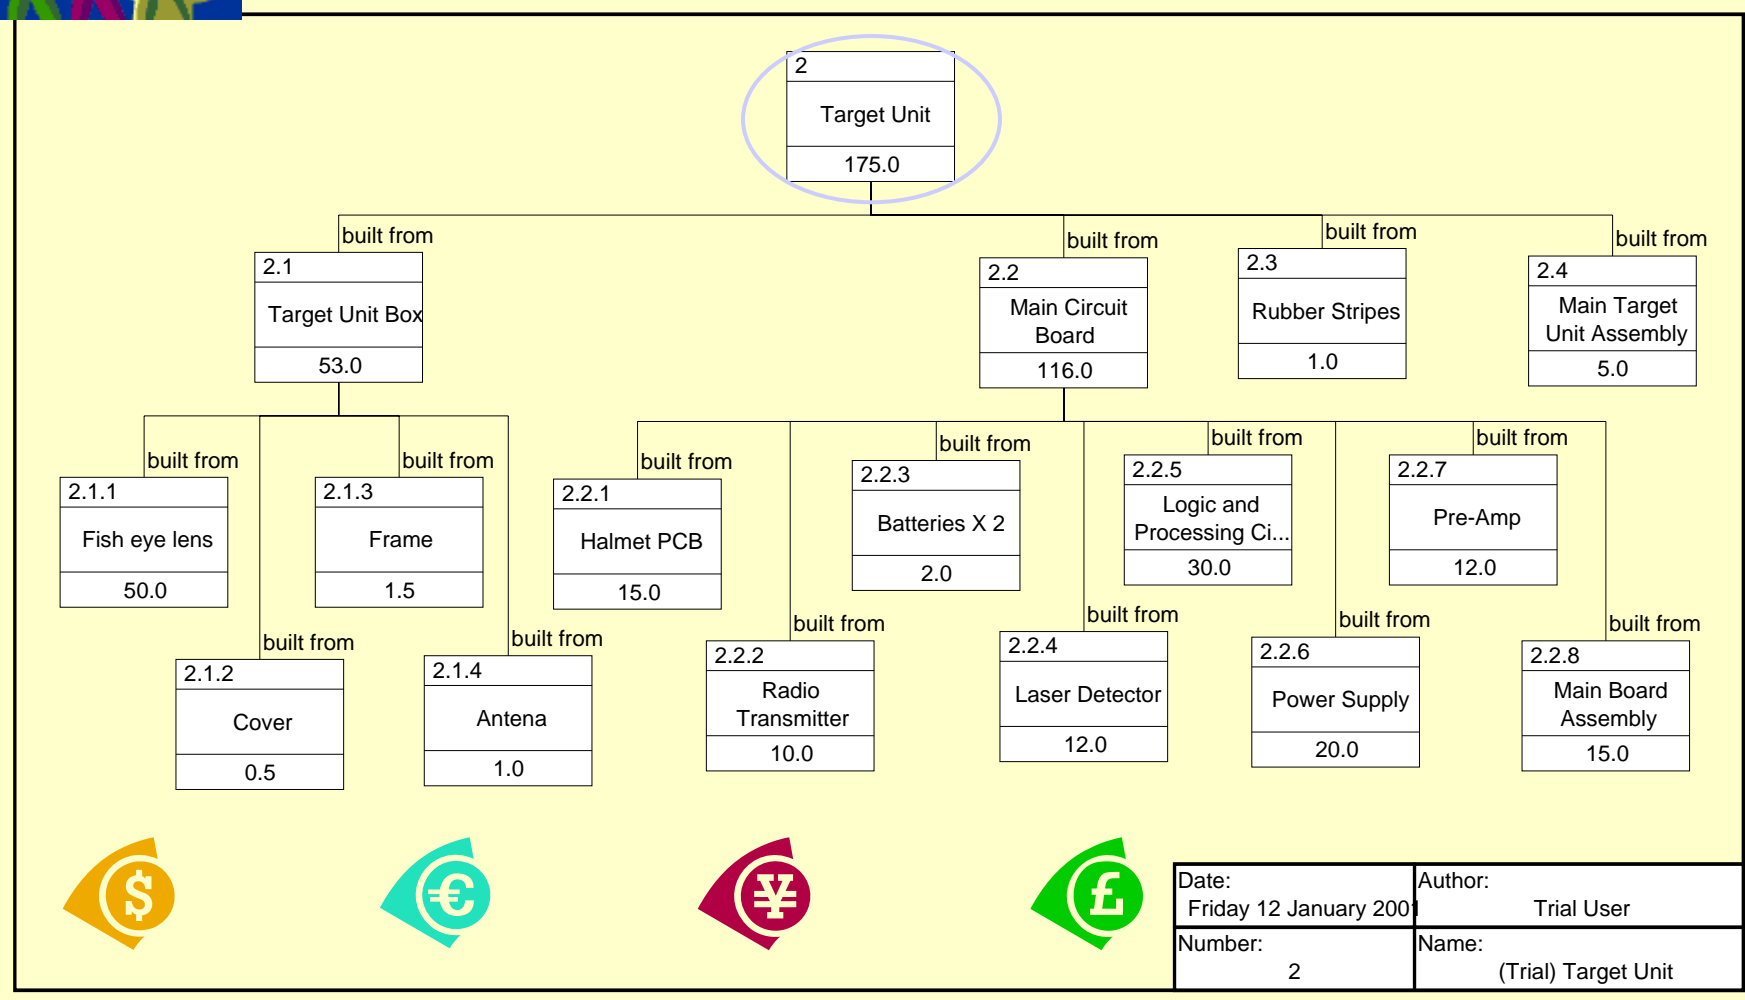 2
Target Unit
175.0
built from
built from
built from
built from
2.1
Target Unit Box
53.0
2.2
Main Circuit
Board
116.0
2.3
Rubber Stripes
1.0
2.4
Main Target
Unit Assembly
5.0
built from
built from
built from
built from
built from
built from
built from
2.1.1
Fish eye lens
50.0
2.1.3
Frame
1.5
2.2.1
Halmet PCB
15.0
2.2.3
Batteries X 2
2.0
2.2.5
Logic and
Processing Ci...
30.0
2.2.7
Pre-Amp
12.0
built from
built from
built from
built from
built from
built from
2.1.2
Cover
0.5
2.1.4
Antena
1.0
2.2.2
Radio
Transmitter
10.0
2.2.4
Laser Detector
12.0
2.2.6
Power Supply
20.0
2.2.8
Main Board
Assembly
15.0
$
€
¥
£
Date:
Friday 12 January 2001
Author:
Trial User
Number:
2
Name:
(Trial) Target Unit